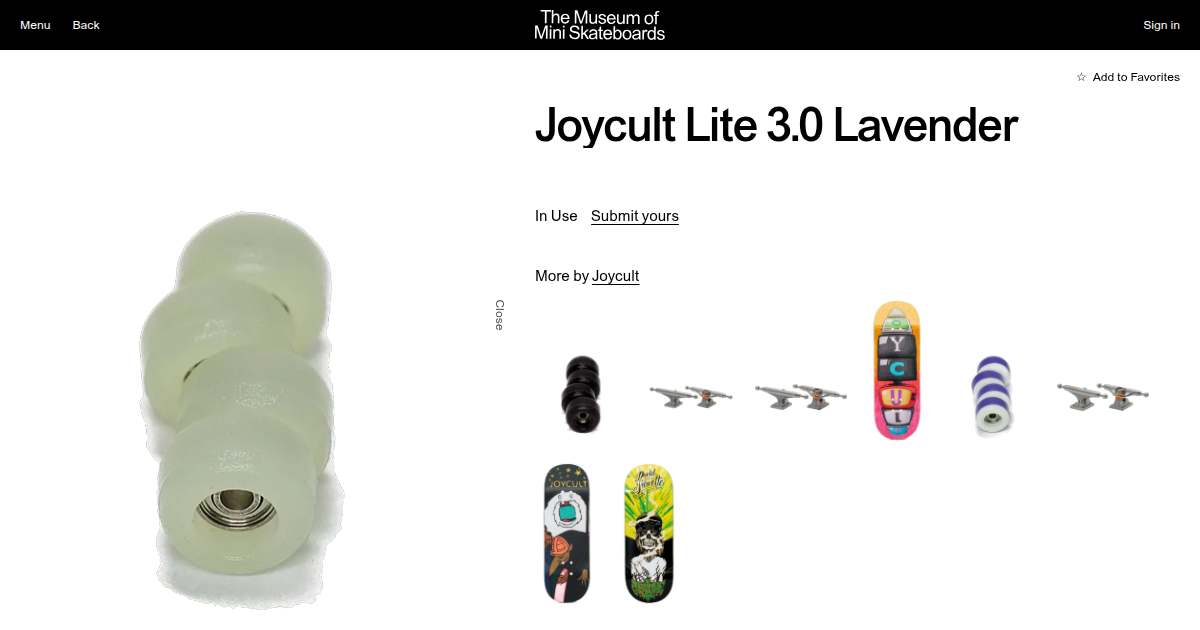 Menu
Back
The Museum of
Mini Skateboards
Sign in
☆ Add to Favorites
Joycult Lite 3.0 Lavender
In Use Submit yours
More by Joycult
Close
Y
C
U
L
JOYCULT